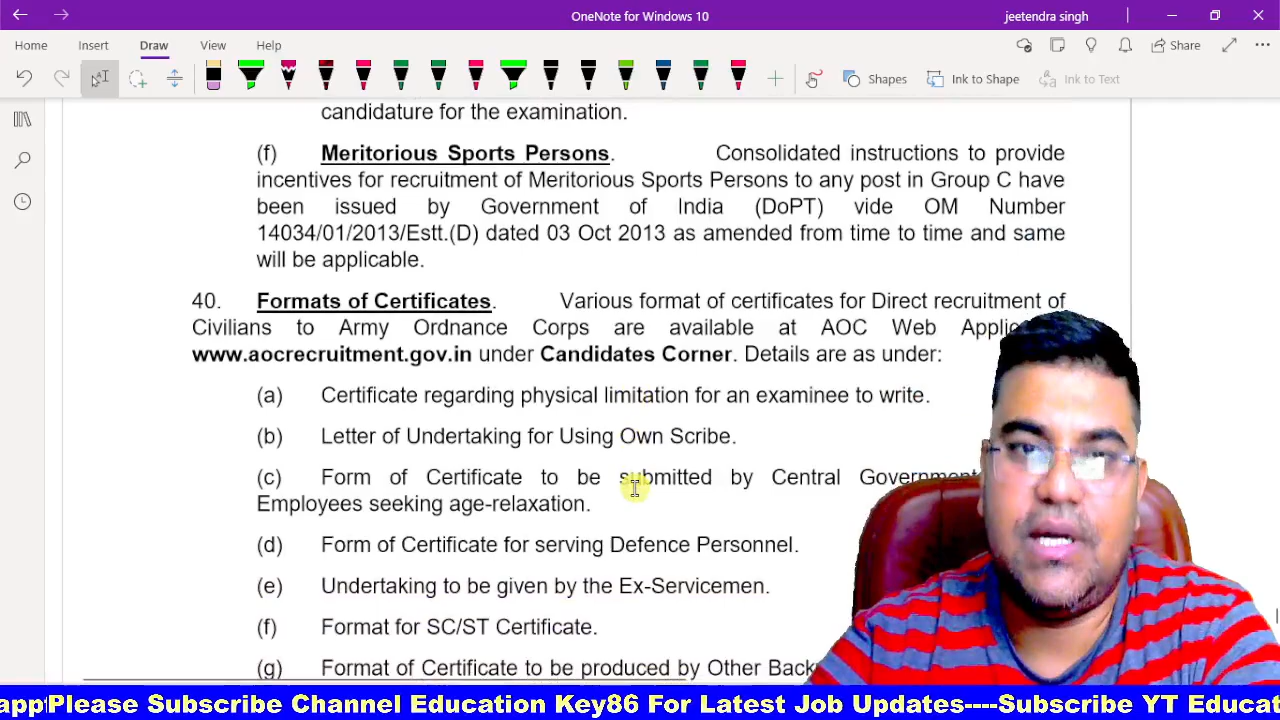 OneNote for Windows 10
jeetendra singh
Home Insert Draw View Help
Share
Shapes
Ink to Shape
Ink to Text
candidature for the examination.
(f) Meritorious Sports Persons. Consolidated instructions to provide
incentives for recruitment of Meritorious Sports Persons to any post in Group C have
been issued by Government of India (DoPT) vide OM Number
14034/01/2013/Estt.(D) dated 03 Oct 2013 as amended from time to time and same
will be applicable.
40. Formats of Certificates. Various format of certificates for Direct recruitment of
Civilians to Army Ordnance Corps are available at AOC Web
www.aocrecruitment.gov.in under Candidates Corner. Details are as under:
(a) Certificate regarding physical limitation for an examinee to write.
(b) Letter of Undertaking for Using Own Scribe.
(c) Form of Certificate to be submitted by Central Government
Employees seeking age-relaxation.
(d) Form of Certificate for serving Defence Personnel.
(e) Undertaking to be given by the Ex-Servicemen.
(f) Format for SC/ST Certificate.
(g) Format of Certificate to be produced by Other
Please Subscribe Channel Education Key86 For Latest Job Updates----Subscribe YT